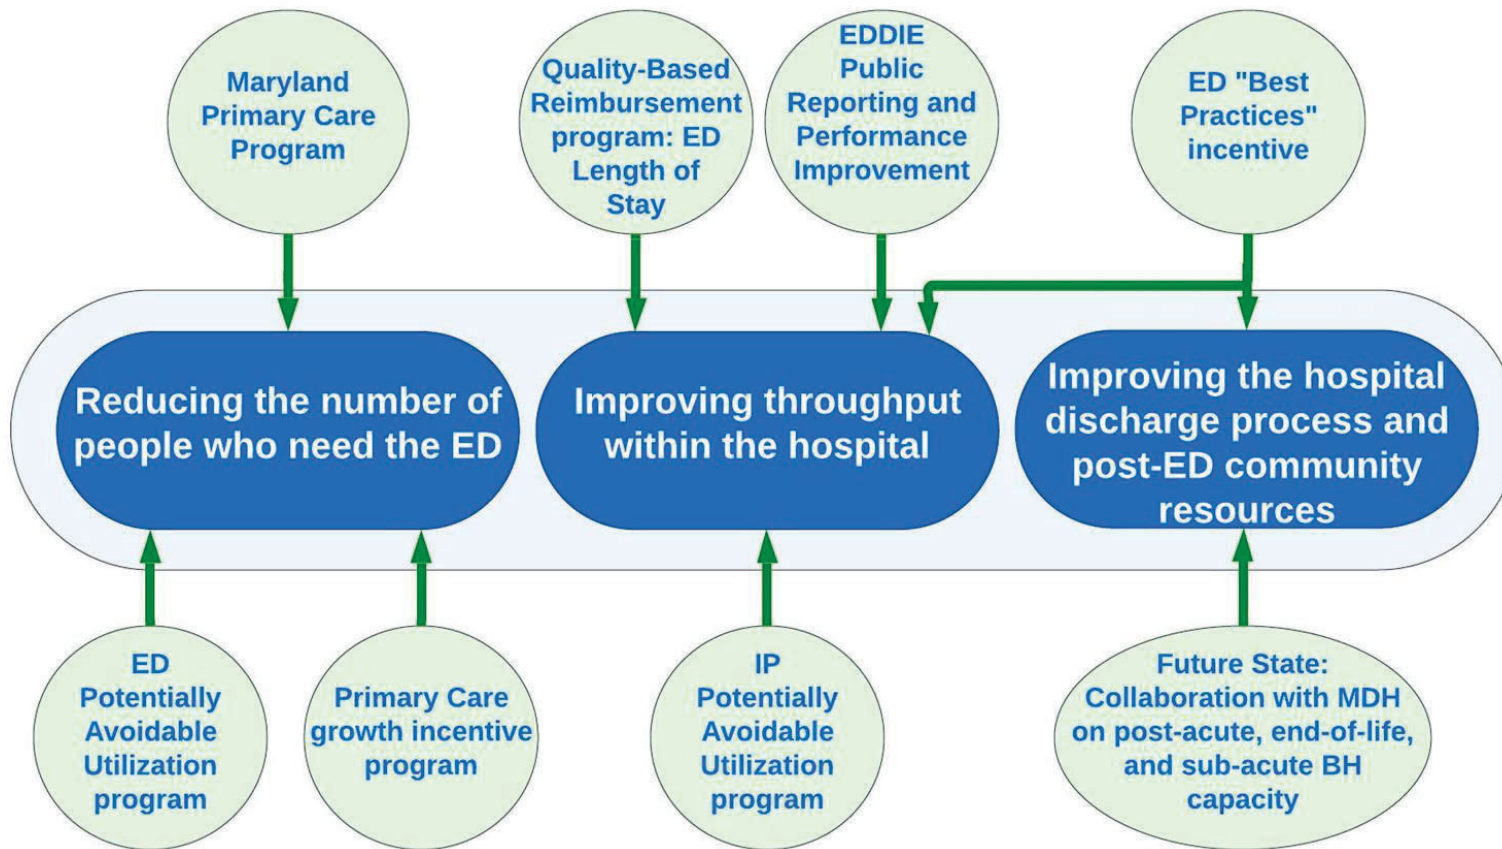 Maryland
Primary Care
Program
Quality-Based
Reimbursement
program: ED
Length of
Stay
EDDIE
Public
Reporting and
Performance
Improvement
ED "Best
Practices"
incentive
Reducing the number of
people who need the ED
Improving throughput
within the hospital
Improving the hospital
discharge process and
post-ED community
resources
ED
Potentially
Avoidable
Utilization
program
Primary Care
growth incentive
program
IP
Potentially
Avoidable
Utilization
program
Future State:
Collaboration with MDH
on post-acute, end-of-life,
and sub-acute BH
capacity